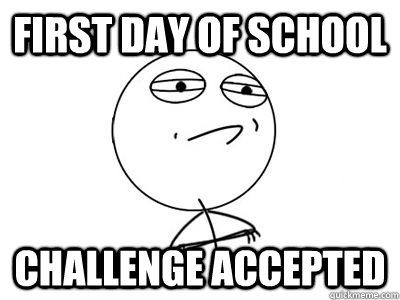 FIRST DAY OF SCHOOL
CHALLENGE ACCEPTED
quickmeme.com